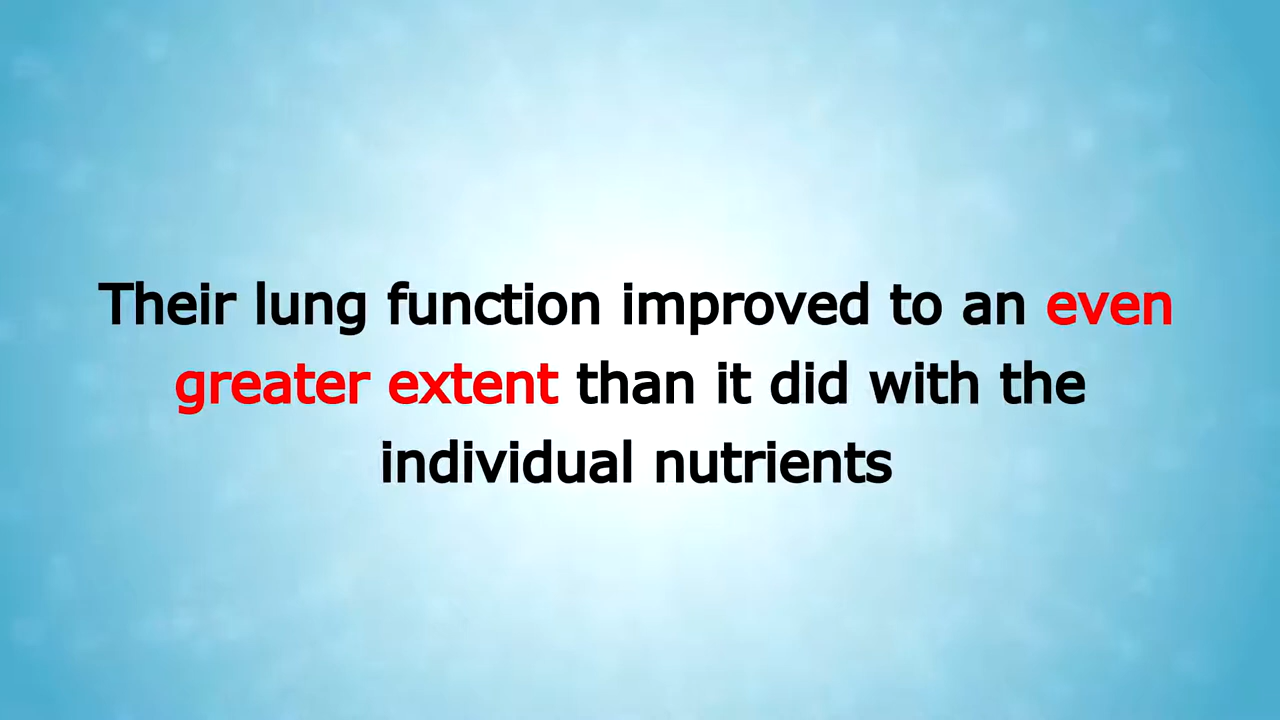 Their lung function improved to an even
greater extent than it did with the
individual nutrients